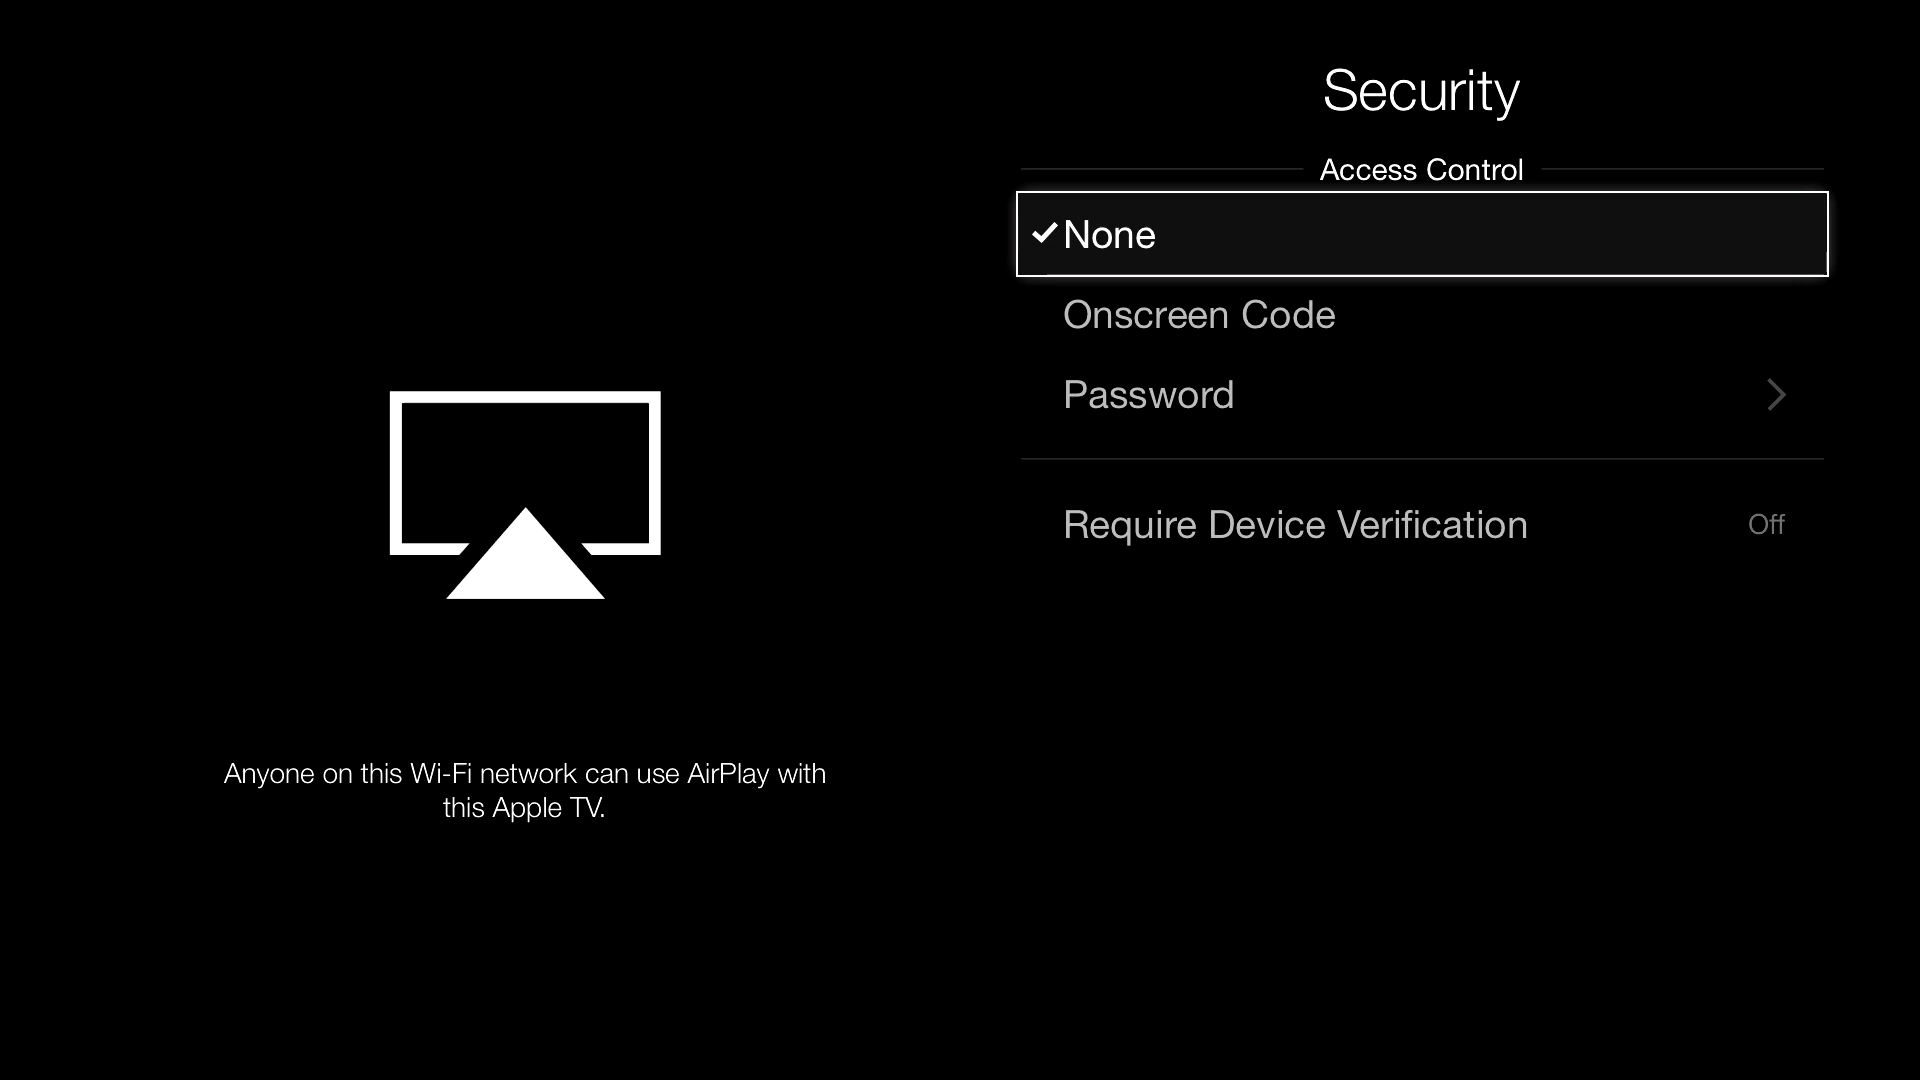 Security
Access Control
None
Onscreen Code
Password
Require Device Verification Off
Anyone on this Wi-Fi network can use AirPlay with
this Apple TV.